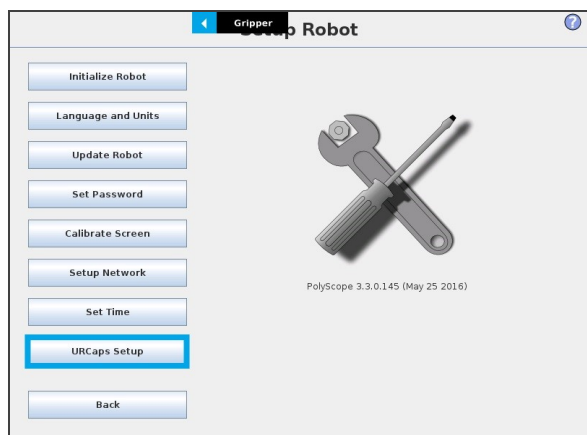 Gripper
Setup Robot
?
Initialize Robot
Language and Units
Update Robot
Set Password
Calibrate Screen
Setup Network
Set Time
URCaps Setup
Back
PolyScope 3.3.0.145 (May 25 2016)